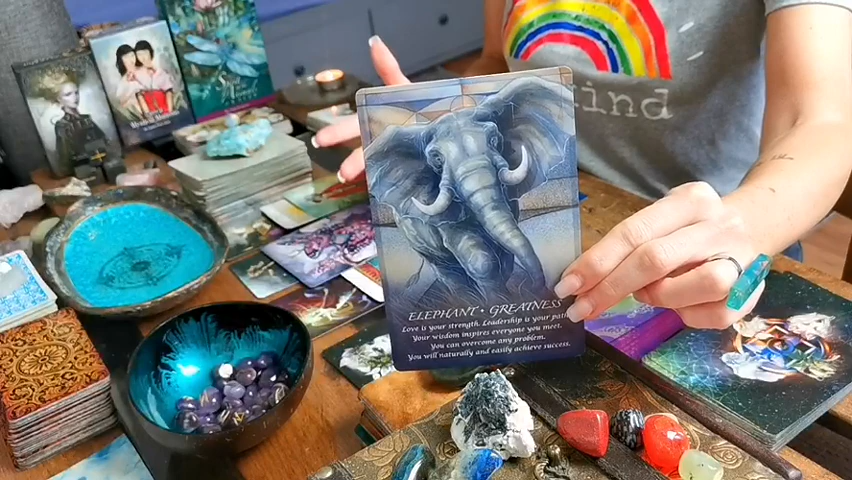 kind
ELEPHANT • GREATNESS
Love is your strength. Leadership is your path.
Your wisdom inspires everyone you meet.
You can overcome any problem.
You will naturally and easily achieve success.